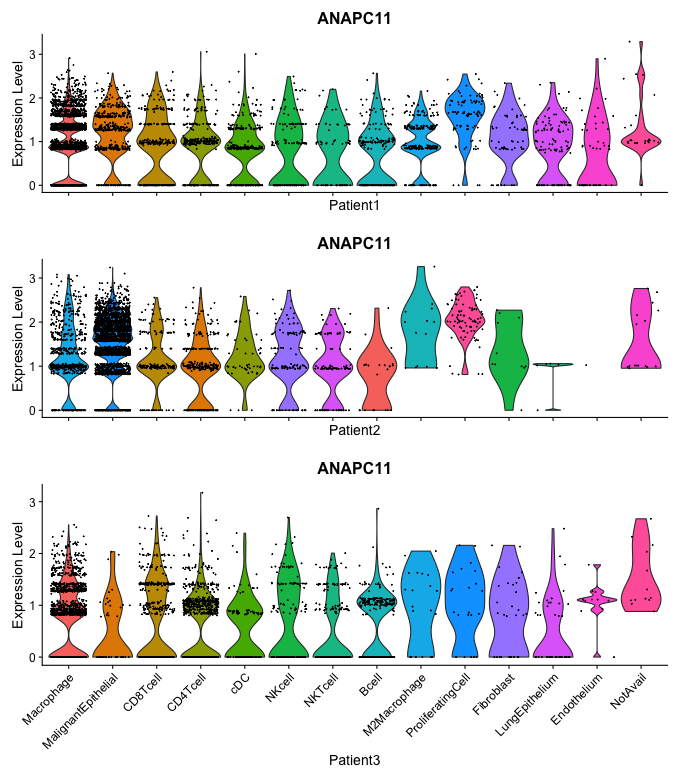 ANAPC11
Expression Level
3
2
1
0
Patient1
ANAPC11
Expression Level
3
2
1
0
Patient2
ANAPC11
Expression Level
3
2
1
0
Macrophage
MalignantEpithelial
CD8Tcell
CD4Tcell
cDC
NKcell
NKTcell
Bcell
M2Macrophage
ProliferatingCell
Fibroblast
LungEpithelium
Endothelium
NotAvail
Patient3